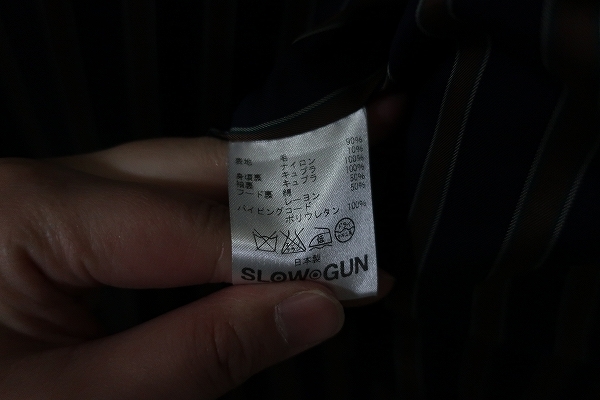 表地 毛 90%
ナイロン 10%
身頃裏 キュプラ 100%
袖裏 キュプラ 100%
フード裏 綿 50%
レーヨン 50%
パイピングコード
ポリウレタン 100%
日本製
SLOW GUN